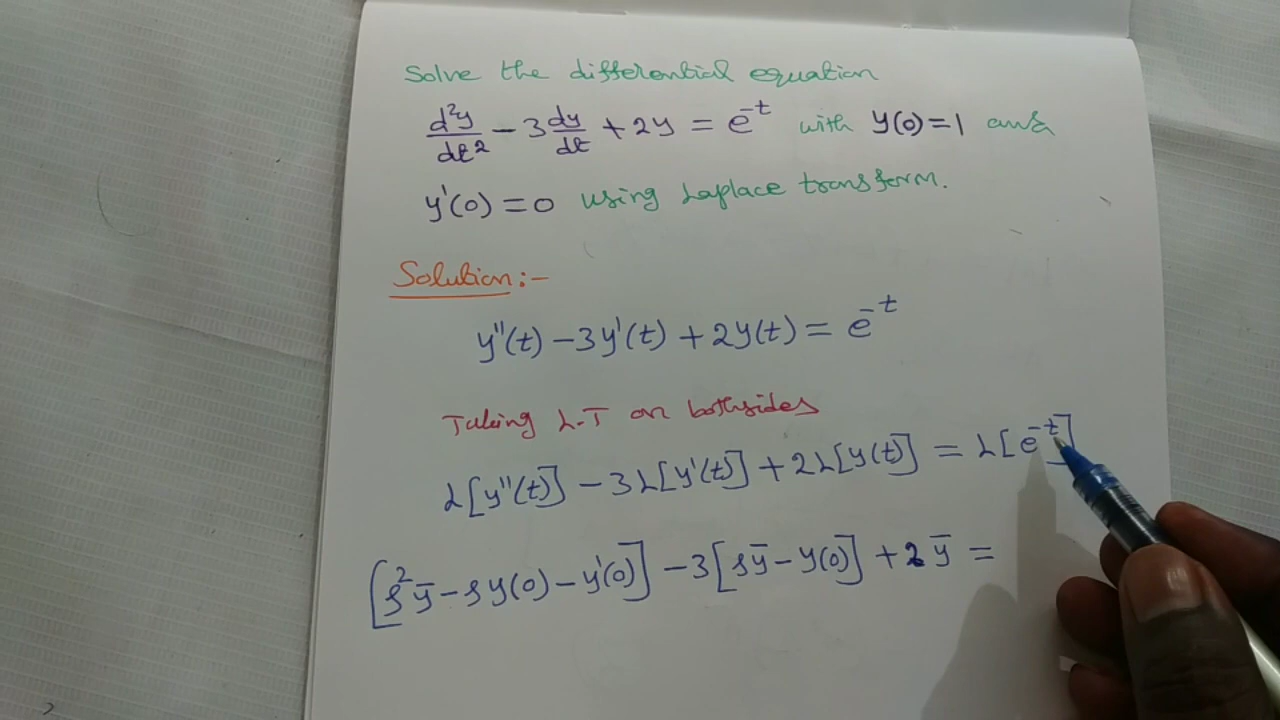 Solve the differential equation
d²y/dt² - 3 dy/dt + 2y = e^-t with y(0)=1 and
y'(0) = 0 using Laplace transform.
Solution:-
y''(t) - 3y'(t) + 2y(t) = e^-t
Taking L.T on bothsides
L[y''(t)] - 3L[y'(t)] + 2L[y(t)] = L[e^-t]
[s²ȳ - sy(0) - y'(0)] - 3[sȳ - y(0)] + 2ȳ =